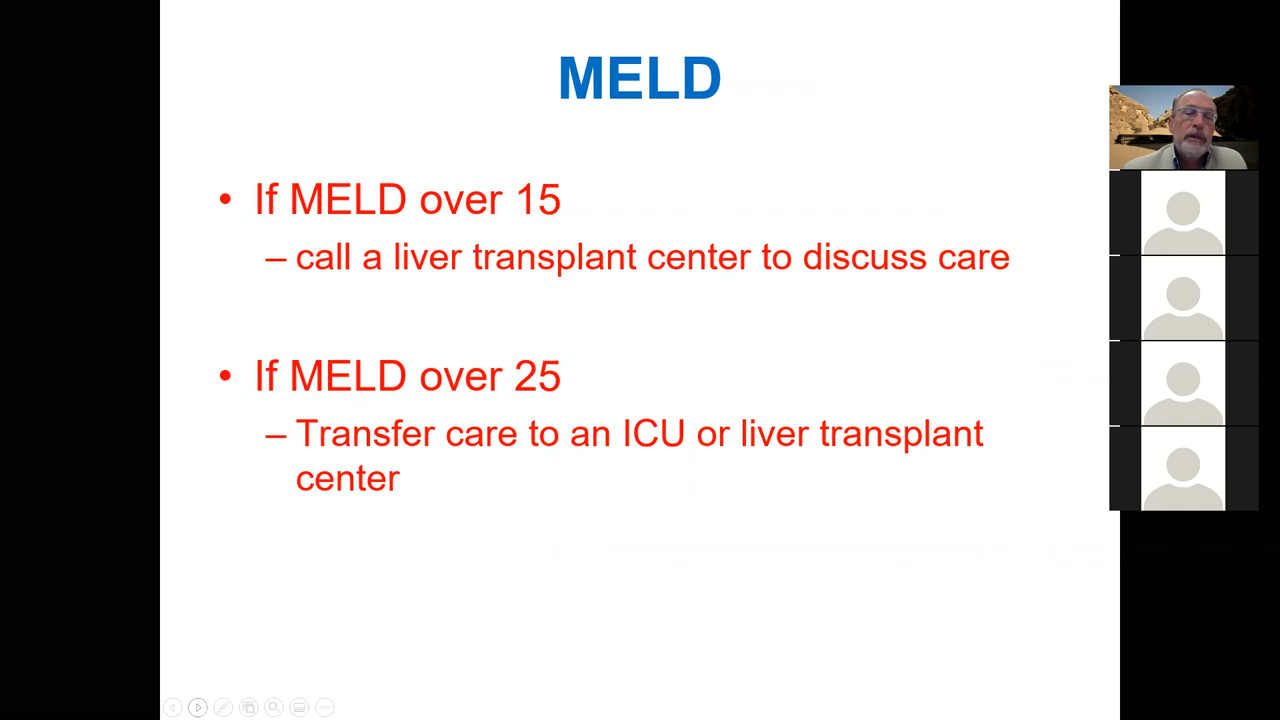 MELD
• If MELD over 15
– call a liver transplant center to discuss care
• If MELD over 25
– Transfer care to an ICU or liver transplant
center